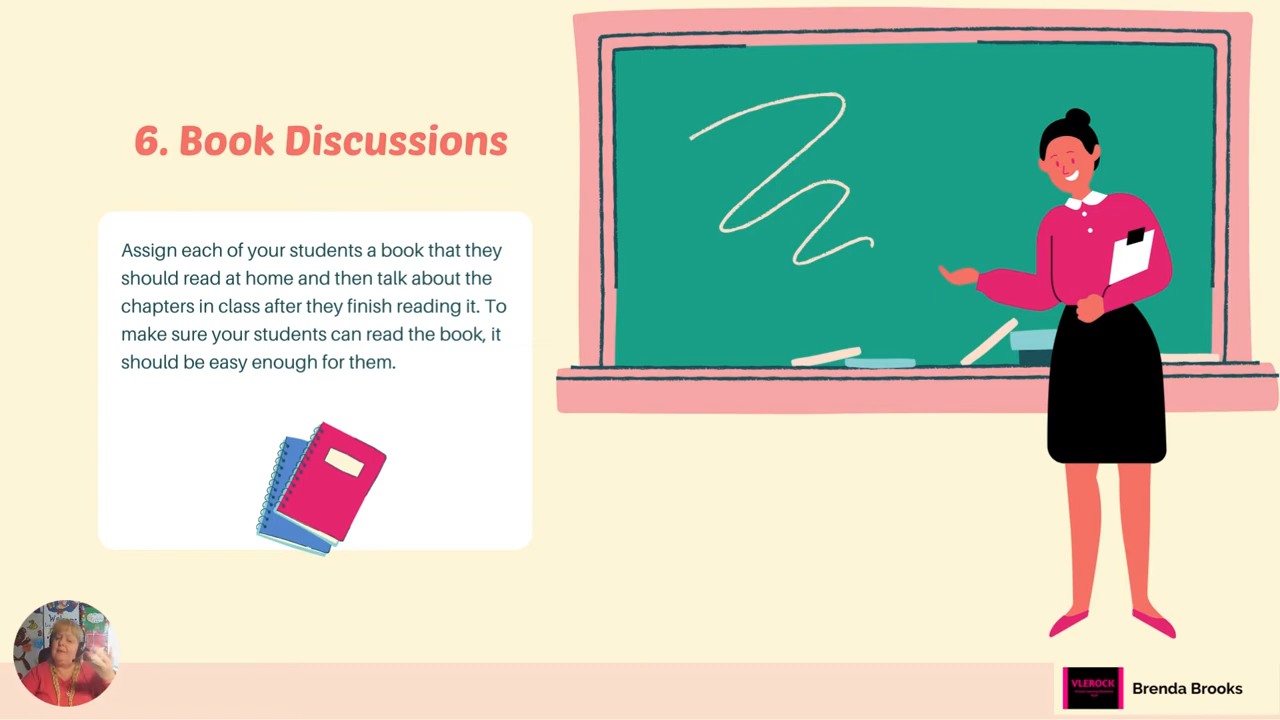 6. Book Discussions
Assign each of your students a book that they
should read at home and then talk about the
chapters in class after they finish reading it. To
make sure your students can read the book, it
should be easy enough for them.
VLEROCK
Brenda Brooks